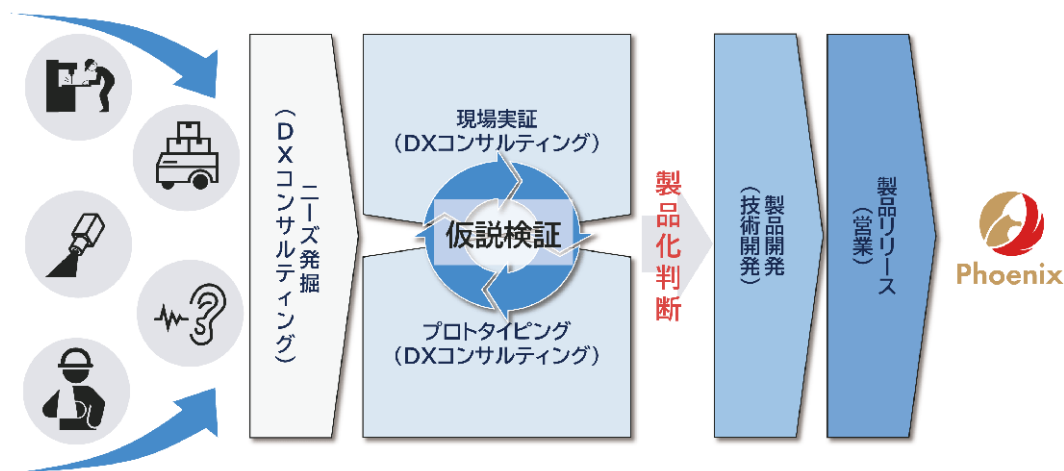 ニーズ発掘
（DXコンサルティング）
現場実証
（DXコンサルティング）
仮説検証
プロトタイピング
（DXコンサルティング）
製品化判断
製品開発
（技術開発）
製品リリース
（営業）
Phoenix